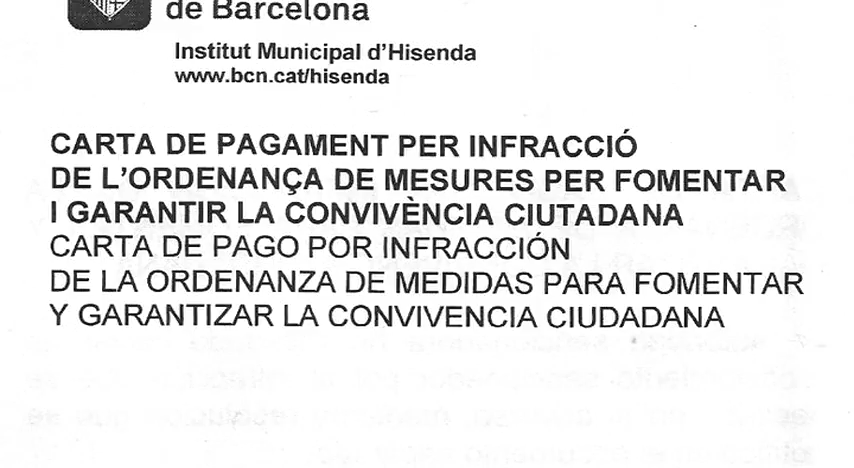 de Barcelona
Institut Municipal d'Hisenda
www.bcn.cat/hisenda
CARTA DE PAGAMENT PER INFRACCIÓ
DE L'ORDENANÇA DE MESURES PER FOMENTAR
I GARANTIR LA CONVIVÈNCIA CIUTADANA
CARTA DE PAGO POR INFRACCIÓN
DE LA ORDENANZA DE MEDIDAS PARA FOMENTAR
Y GARANTIZAR LA CONVIVENCIA CIUDADANA